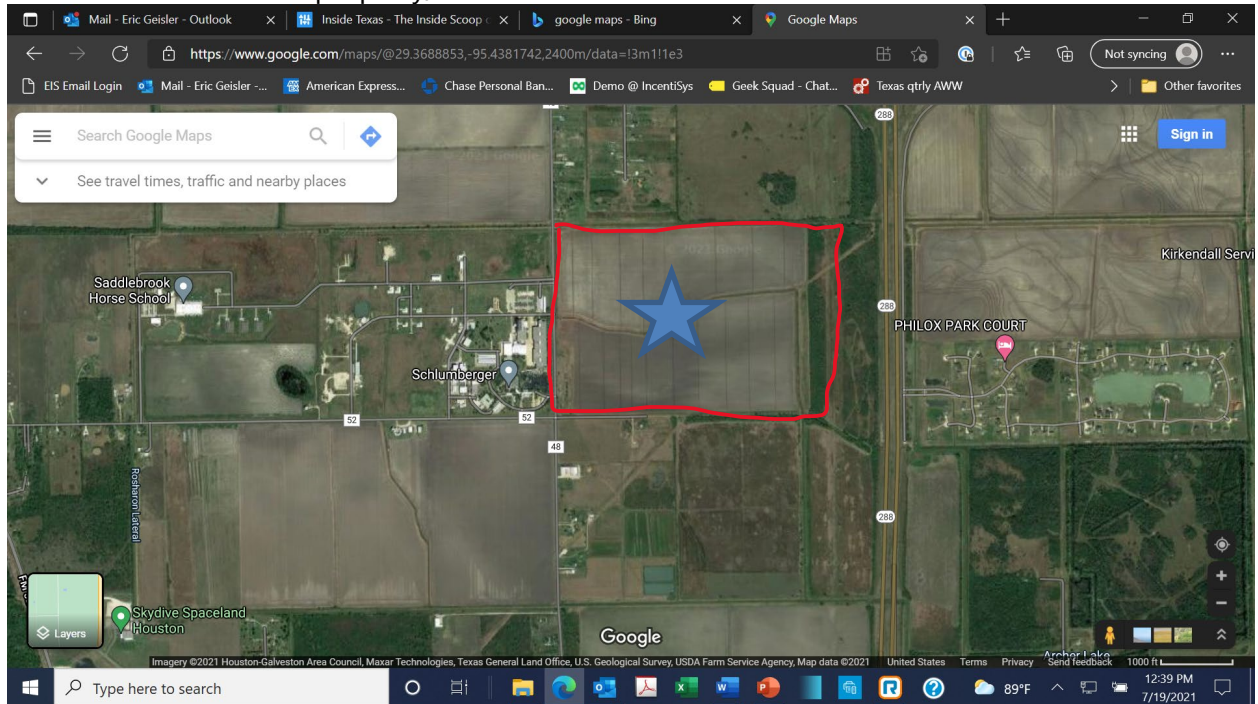 Mail - Eric Geisler - Outlook
Inside Texas - The Inside Scoop
google maps - Bing
Google Maps
https://www.google.com/maps/@29.3688853,-95.4381742,2400m/data=!3m1!1e3
Not syncing
EIS Email Login
Mail - Eric Geisler -...
American Express...
Chase Personal Ban...
Demo @ IncentiSys
Geek Squad - Chat...
Texas qtrly AWW
Other favorites
Search Google Maps
See travel times, traffic and nearby places
Sign in
288
Kirkendall Servi
Saddlebrook
Horse School
288
PHILOX PARK COURT
Schlumberger
52
52
48
Rosharon Lateral
288
Skydive Spaceland
Houston
Layers
Google
Archer Lake
Imagery ©2021 Houston-Galveston Area Council, Maxar Technologies, Texas General Land Office, U.S. Geological Survey, USDA Farm Service Agency, Map data ©2021
United States
Terms
Privacy
Send feedback
1000 ft
Type here to search
89°F
12:39 PM
7/19/2021